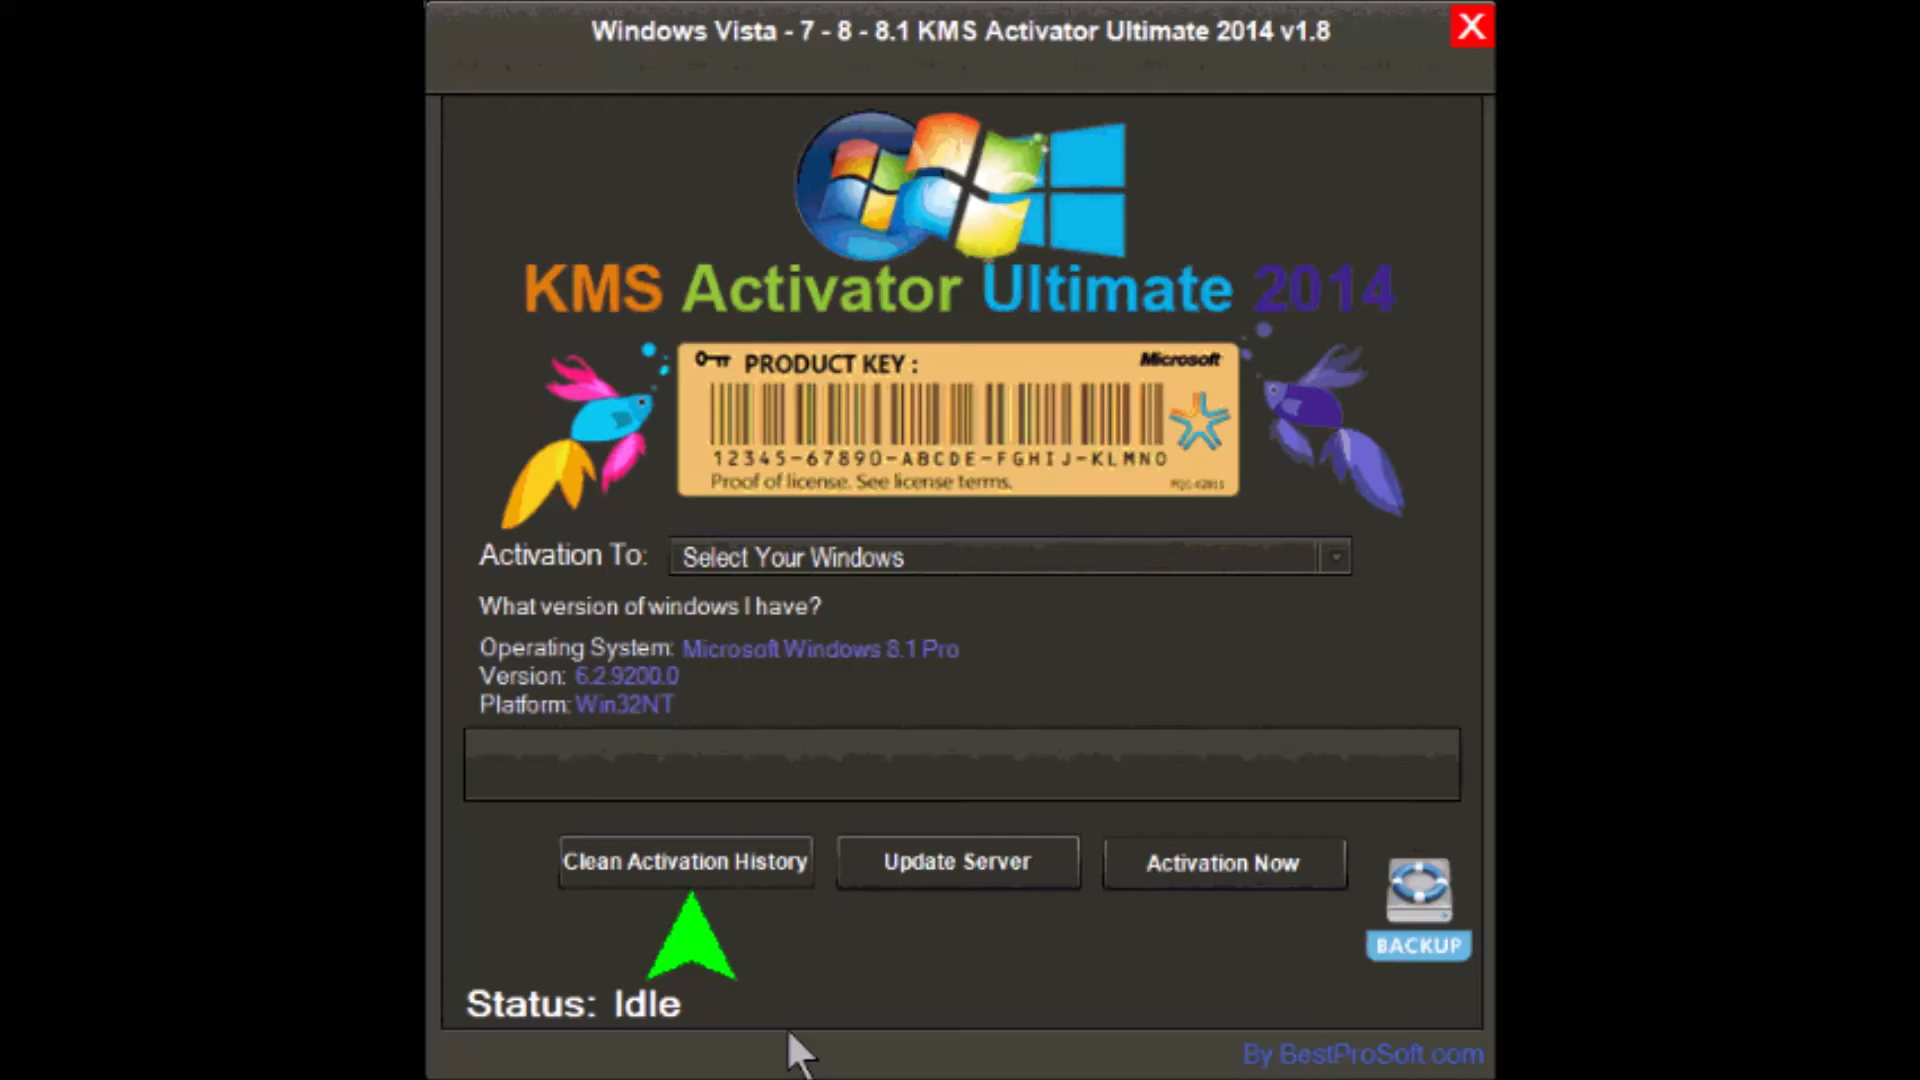 Windows Vista - 7 - 8 - 8.1 KMS Activator Ultimate 2014 v1.8
X
KMS Activator Ultimate 2014
PRODUCT KEY :
Microsoft
12345-67890-ABCDE-FGHIJ-KLMNO
Proof of license. See license terms.
Activation To: Select Your Windows
What version of windows I have?
Operating System: Microsoft Windows 8.1 Pro
Version: 6.2.9200.0
Platform: Win32NT
Clean Activation History
Update Server
Activation Now
BACKUP
Status: Idle
By BestProSoft.com